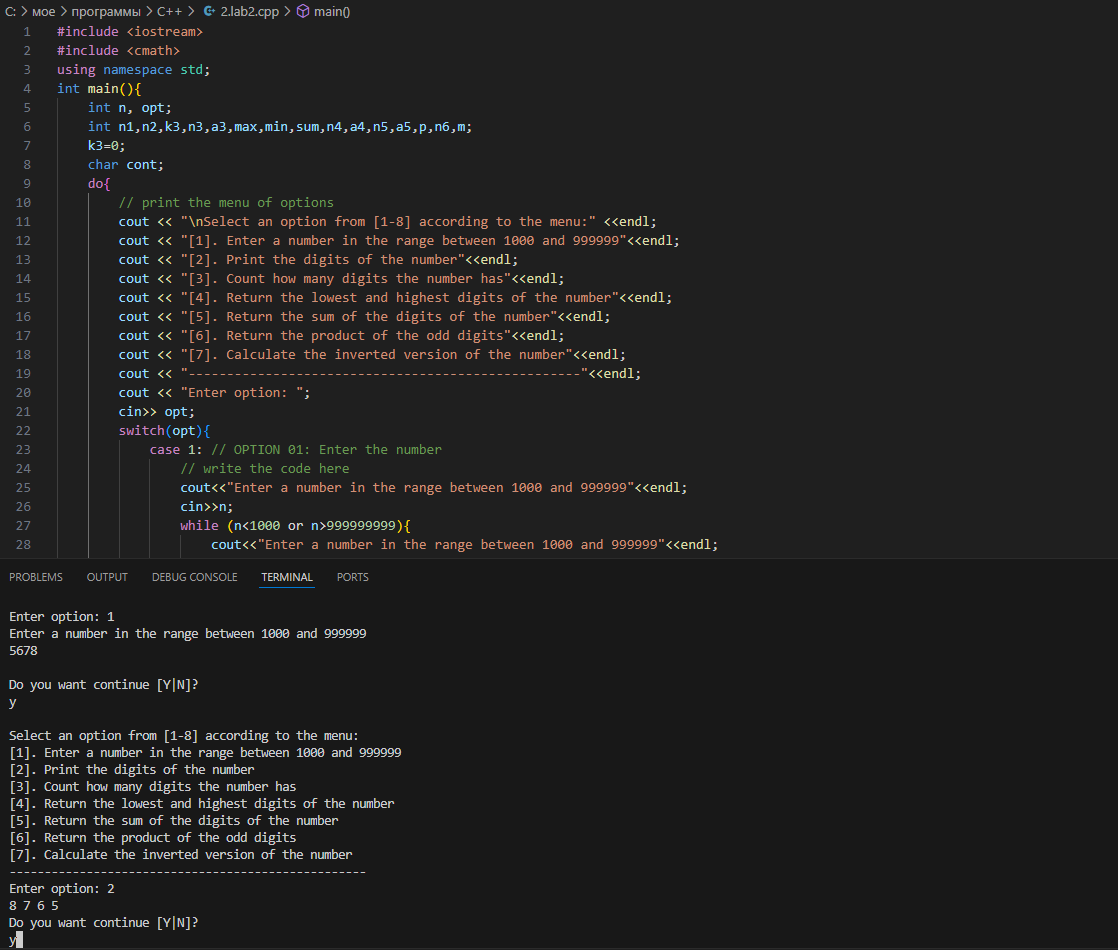 C: > мое > программы > C++ > 2.lab2.cpp > main()
1 #include <iostream>
2 #include <cmath>
3 using namespace std;
4 int main(){
5 int n, opt;
6 int n1,n2,k3,n3,a3,max,min,sum,n4,a4,n5,a5,p,n6,m;
7 k3=0;
8 char cont;
9 do{
10 // print the menu of options
11 cout << "\nSelect an option from [1-8] according to the menu:" <<endl;
12 cout << "[1]. Enter a number in the range between 1000 and 999999"<<endl;
13 cout << "[2]. Print the digits of the number"<<endl;
14 cout << "[3]. Count how many digits the number has"<<endl;
15 cout << "[4]. Return the lowest and highest digits of the number"<<endl;
16 cout << "[5]. Return the sum of the digits of the number"<<endl;
17 cout << "[6]. Return the product of the odd digits"<<endl;
18 cout << "[7]. Calculate the inverted version of the number"<<endl;
19 cout << "---------------------------------------------------"<<endl;
20 cout << "Enter option: ";
21 cin>> opt;
22 switch(opt){
23 case 1: // OPTION 01: Enter the number
24 // write the code here
25 cout<<"Enter a number in the range between 1000 and 999999"<<endl;
26 cin>>n;
27 while (n<1000 or n>999999999){
28 cout<<"Enter a number in the range between 1000 and 999999"<<endl;
PROBLEMS OUTPUT DEBUG CONSOLE TERMINAL PORTS
Enter option: 1
Enter a number in the range between 1000 and 999999
5678
Do you want continue [Y|N]?
y
Select an option from [1-8] according to the menu:
[1]. Enter a number in the range between 1000 and 999999
[2]. Print the digits of the number
[3]. Count how many digits the number has
[4]. Return the lowest and highest digits of the number
[5]. Return the sum of the digits of the number
[6]. Return the product of the odd digits
[7]. Calculate the inverted version of the number
---------------------------------------------------
Enter option: 2
8 7 6 5
Do you want continue [Y|N]?
y